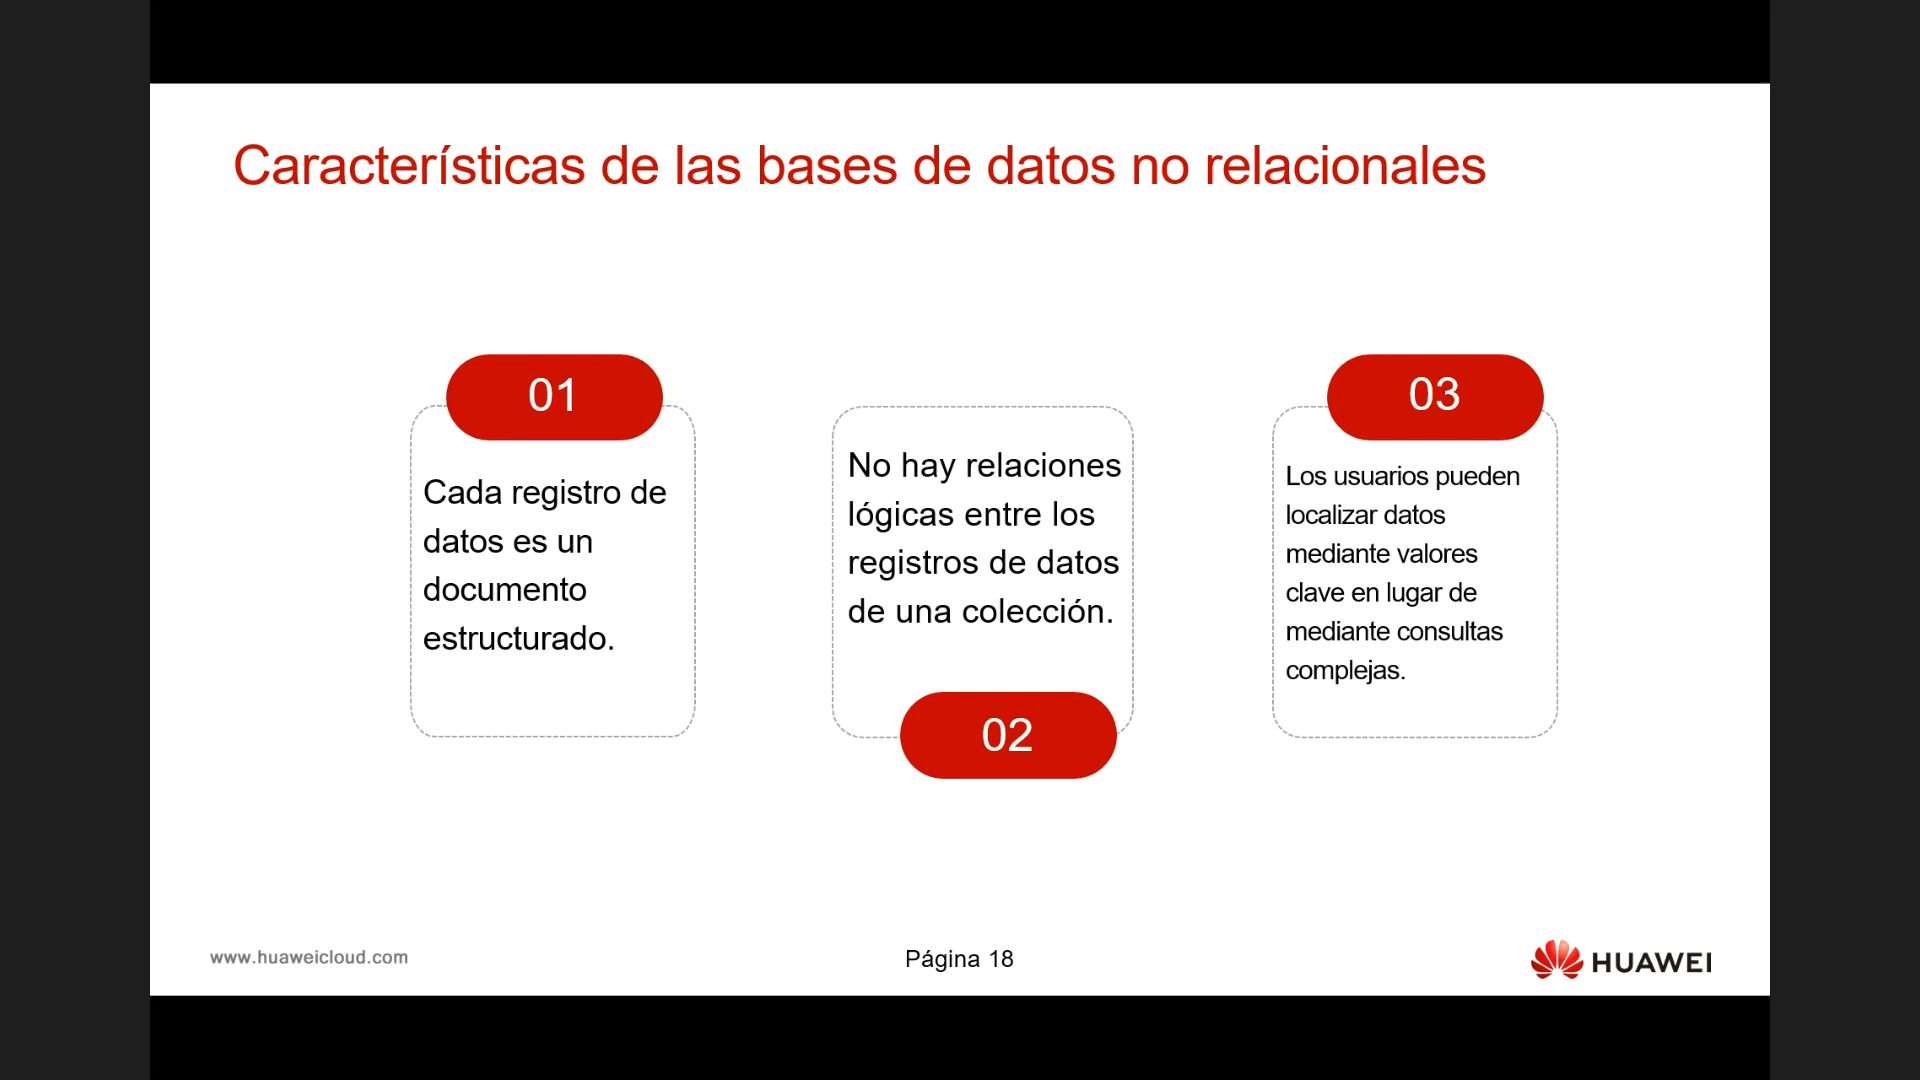 Características de las bases de datos no relacionales
01
Cada registro de
datos es un
documento
estructurado.
No hay relaciones
lógicas entre los
registros de datos
de una colección.
02
03
Los usuarios pueden
localizar datos
mediante valores
clave en lugar de
mediante consultas
complejas.
www.huaweicloud.com
Página 18
HUAWEI